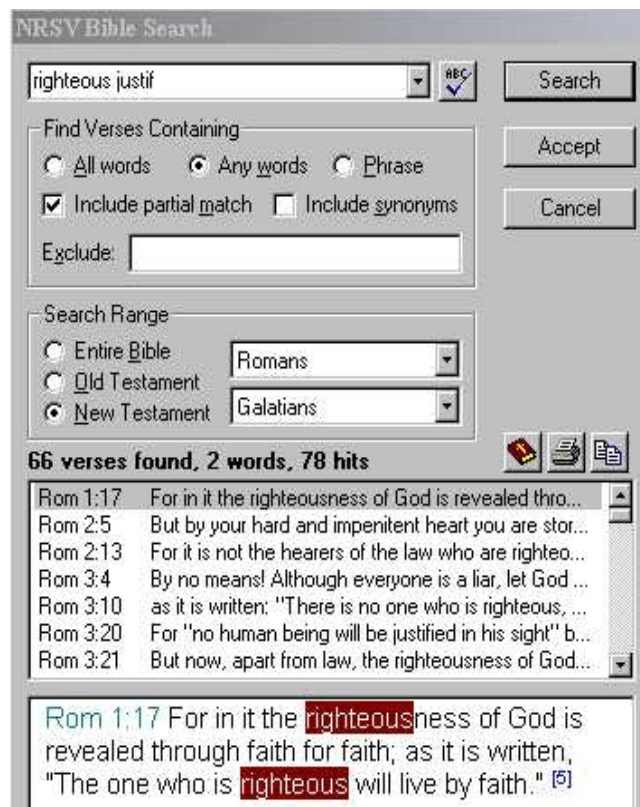 NRSV Bible Search
righteous justif
ABC
Search
Find Verses Containing
All words Any words Phrase
Include partial match Include synonyms
Exclude:
Accept
Cancel
Search Range
Entire Bible
Old Testament
New Testament
Romans
Galatians
66 verses found, 2 words, 78 hits
Rom 1:17 For in it the righteousness of God is revealed thro...
Rom 2:5 But by your hard and impenitent heart you are stor...
Rom 2:13 For it is not the hearers of the law who are righteo...
Rom 3:4 By no means! Although everyone is a liar, let God ...
Rom 3:10 as it is written: "There is no one who is righteous, ...
Rom 3:20 For "no human being will be justified in his sight" b...
Rom 3:21 But now, apart from law, the righteousness of God...
Rom 1:17 For in it the righteousness of God is
revealed through faith for faith; as it is written,
"The one who is righteous will live by faith." [5]